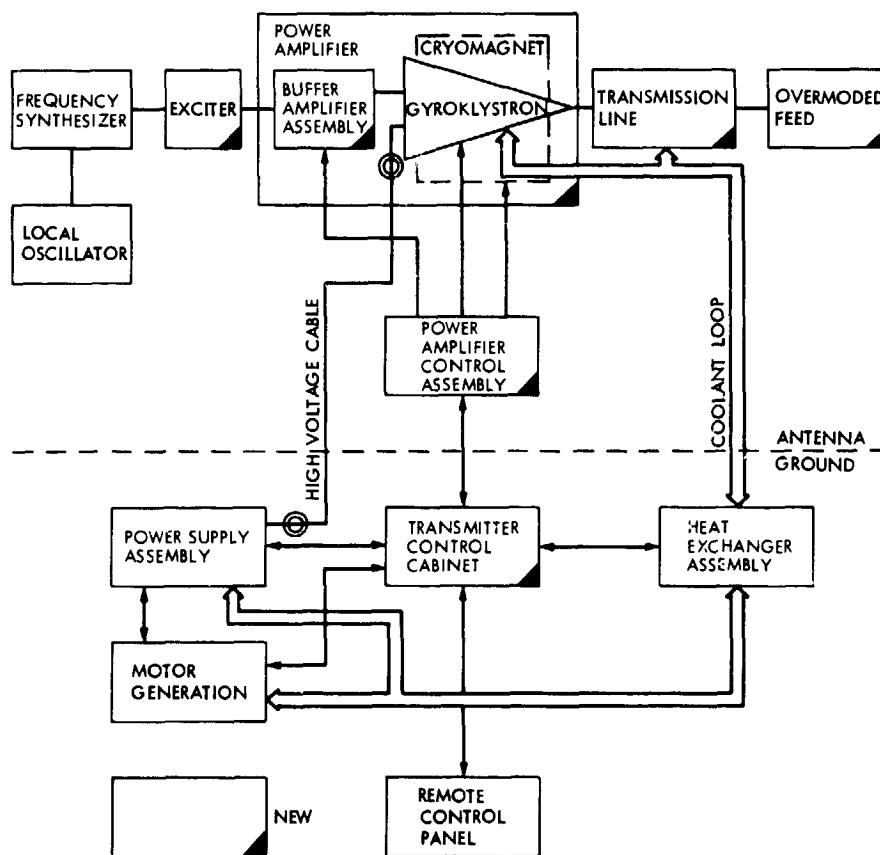 POWER
AMPLIFIER
CRYOMAGNET
FREQUENCY
SYNTHESIZER
EXCITER
BUFFER
AMPLIFIER
ASSEMBLY
GYROKLYSTRON
TRANSMISSION
LINE
OVERMODED
FEED
LOCAL
OSCILLATOR
HIGH VOLTAGE CABLE
POWER
AMPLIFIER
CONTROL
ASSEMBLY
COOLANT LOOP
ANTENNA
GROUND
POWER SUPPLY
ASSEMBLY
TRANSMITTER
CONTROL
CABINET
HEAT
EXCHANGER
ASSEMBLY
MOTOR
GENERATION
NEW
REMOTE
CONTROL
PANEL